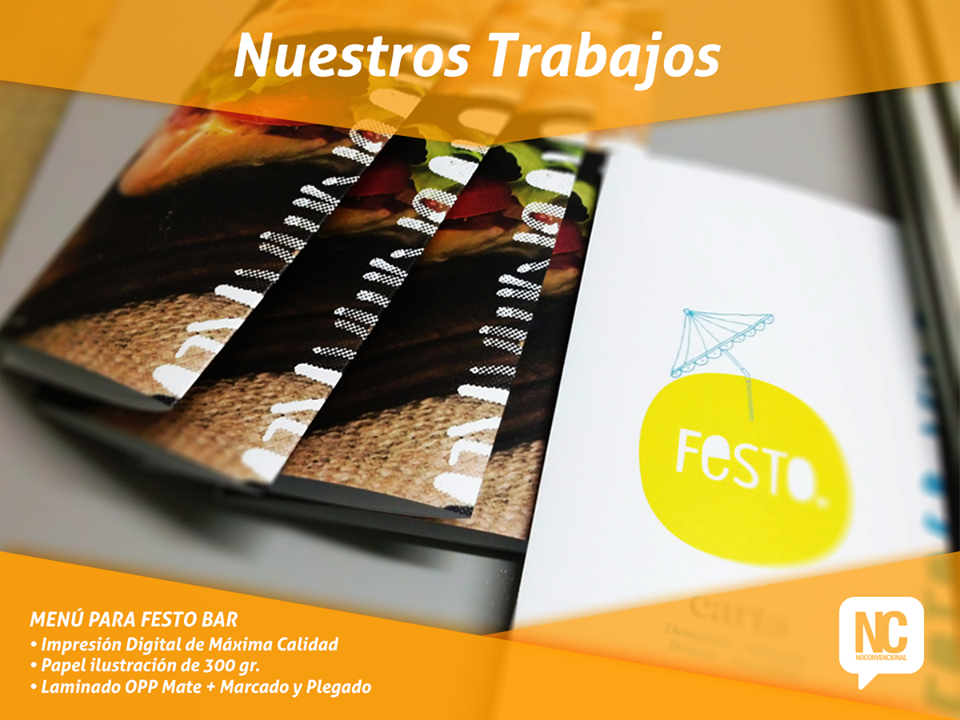 Nuestros Trabajos
FeSTO.
carta
MENÚ PARA FESTO BAR
• Impresión Digital de Máxima Calidad
• Papel ilustración de 300 gr.
• Laminado OPP Mate + Marcado y Plegado
NC
NOCONVENCIONAL